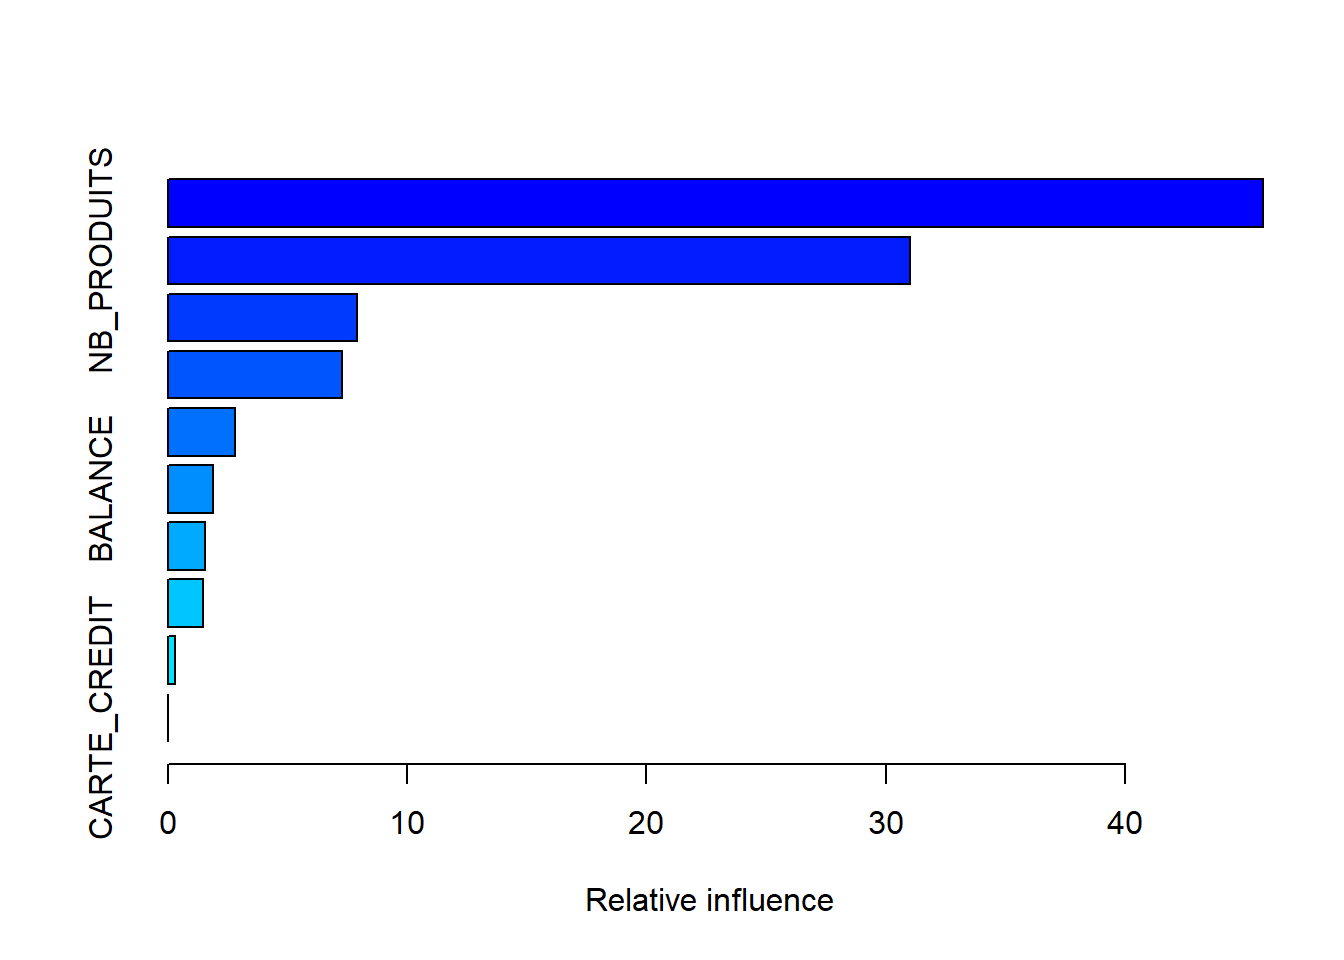 NB_PRODUITS
BALANCE
CARTE_CREDIT
0 10 20 30 40
Relative influence